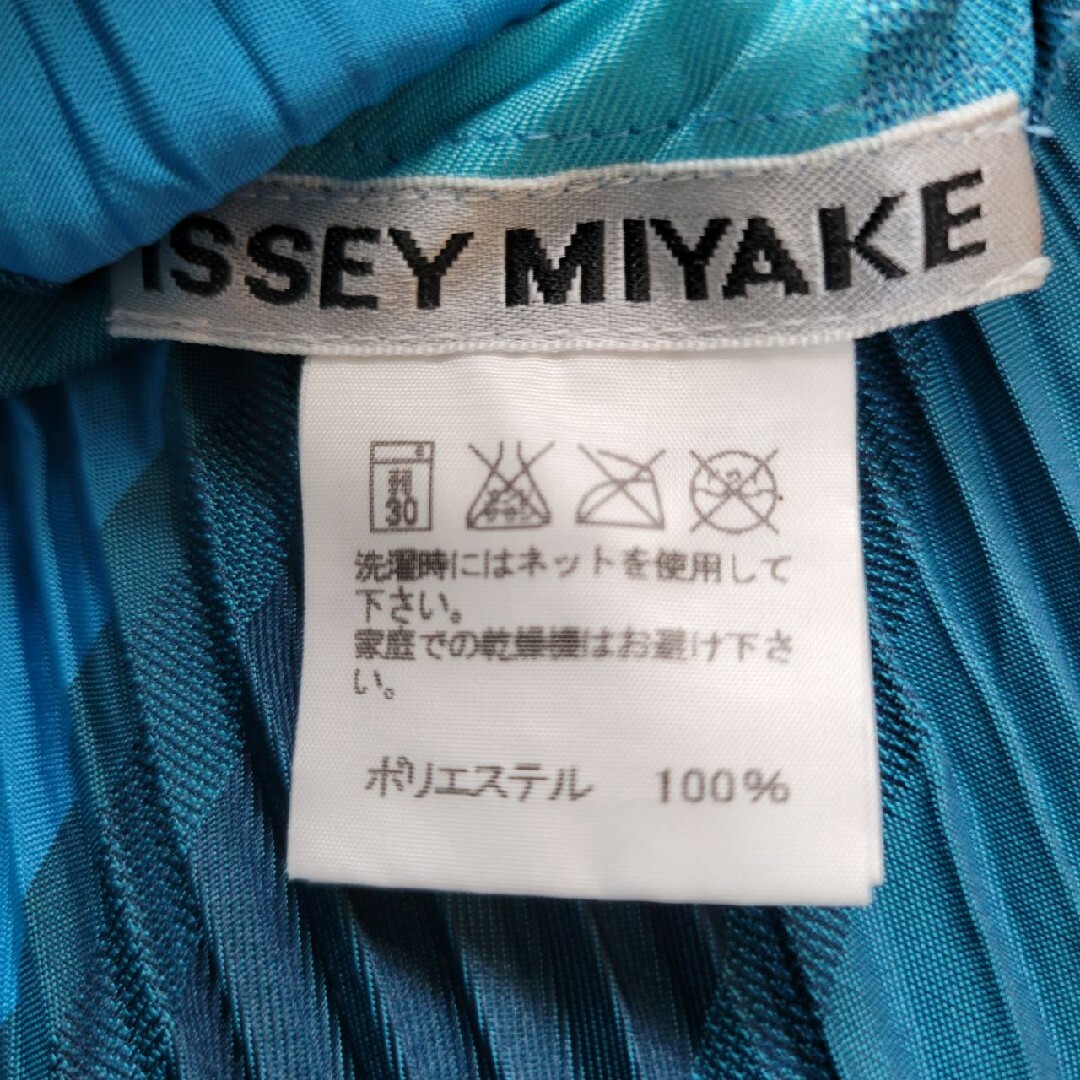 ISSEY MIYAKE
弱
30
洗濯時にはネットを使用して
下さい。
家庭での乾燥機はお避け下さ
い。
ポリエステル 100%